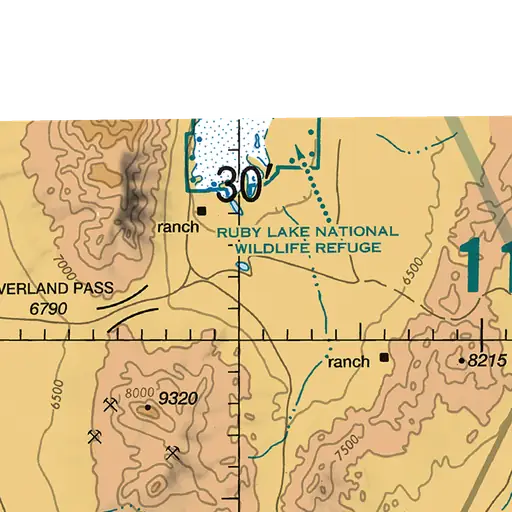 30'
ranch
RUBY LAKE NATIONAL
WILDLIFE REFUGE
7000
6500
11
VERLAND PASS
6790
ranch
8215
6500
8000
9320
7500